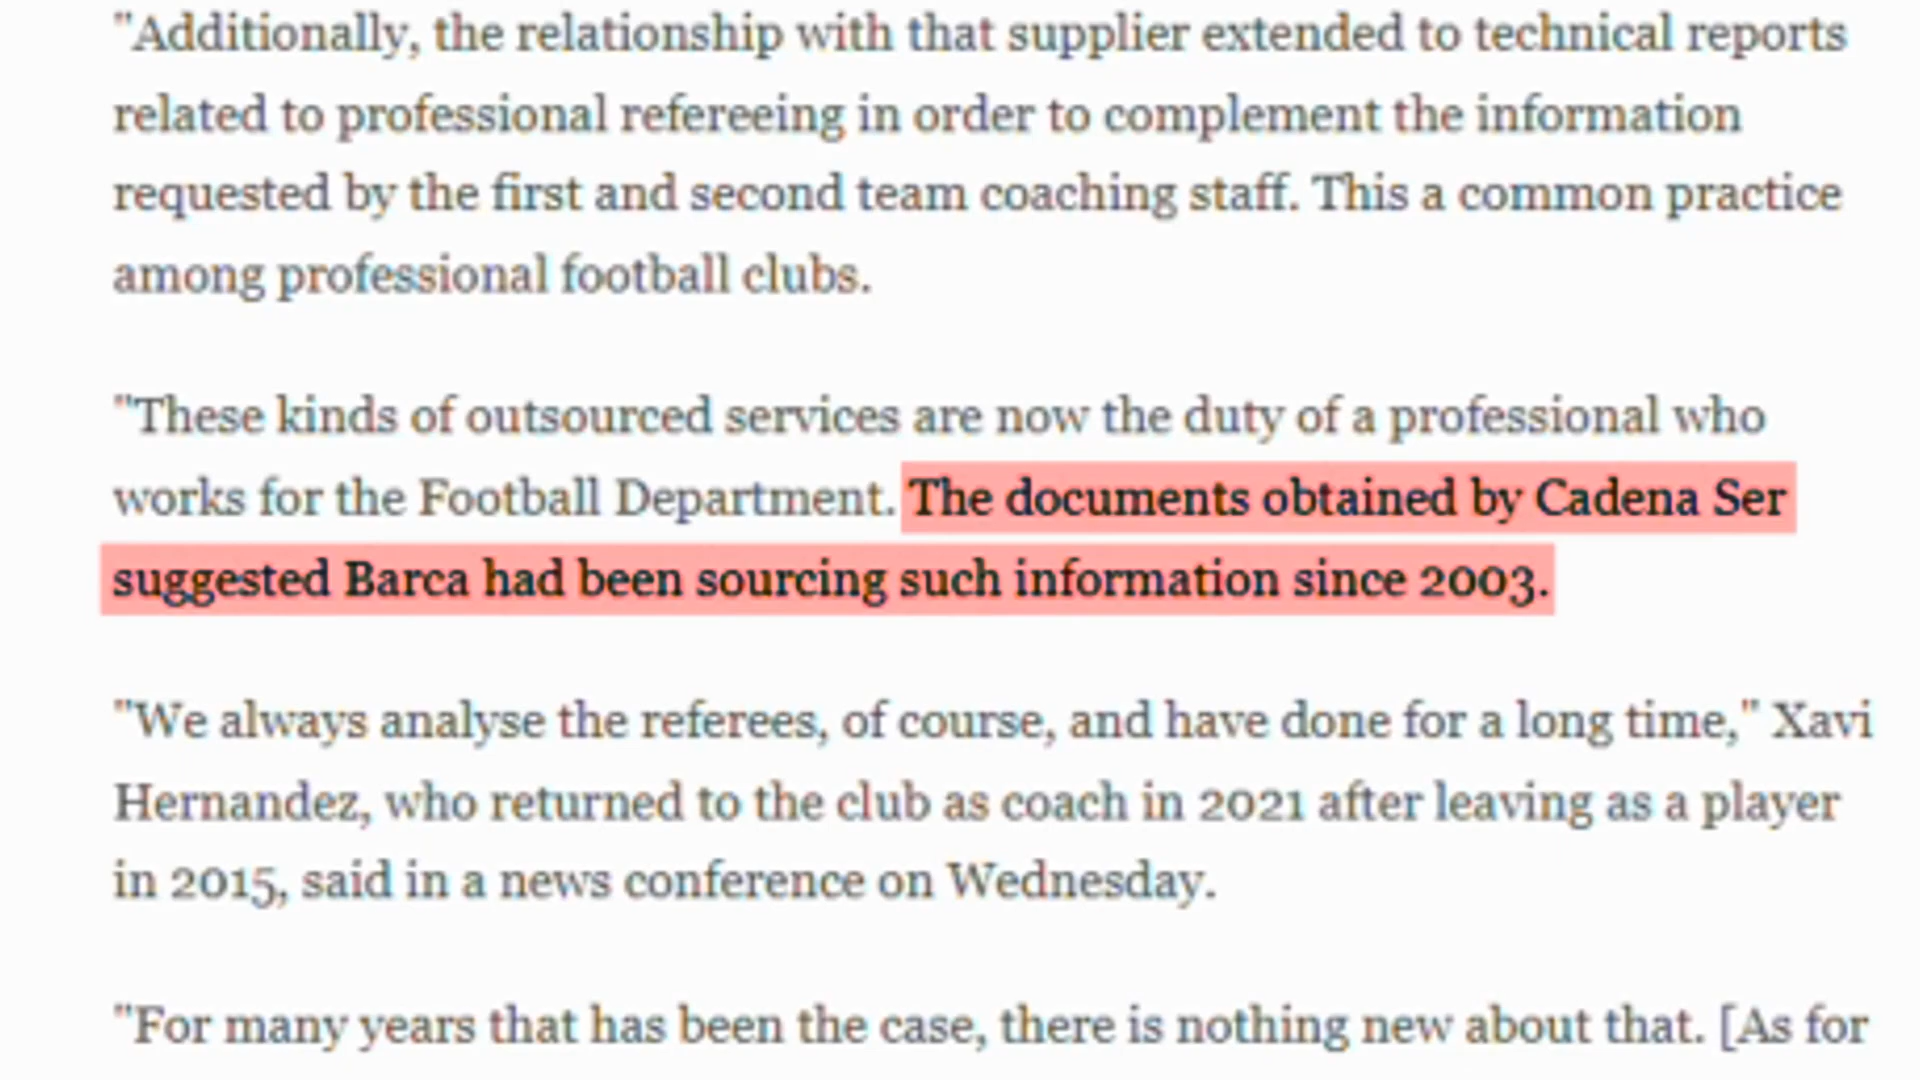 "Additionally, the relationship with that supplier extended to technical reports
related to professional refereeing in order to complement the information
requested by the first and second team coaching staff. This a common practice
among professional football clubs.
"These kinds of outsourced services are now the duty of a professional who
works for the Football Department. The documents obtained by Cadena Ser
suggested Barca had been sourcing such information since 2003.
"We always analyse the referees, of course, and have done for a long time," Xavi
Hernandez, who returned to the club as coach in 2021 after leaving as a player
in 2015, said in a news conference on Wednesday.
"For many years that has been the case, there is nothing new about that. [As for